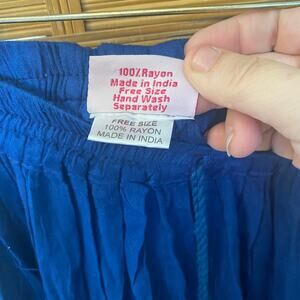 100% Rayon
Made in India
Free Size
Hand Wash
Separately
FREE SIZE
100% RAYON
MADE IN INDIA